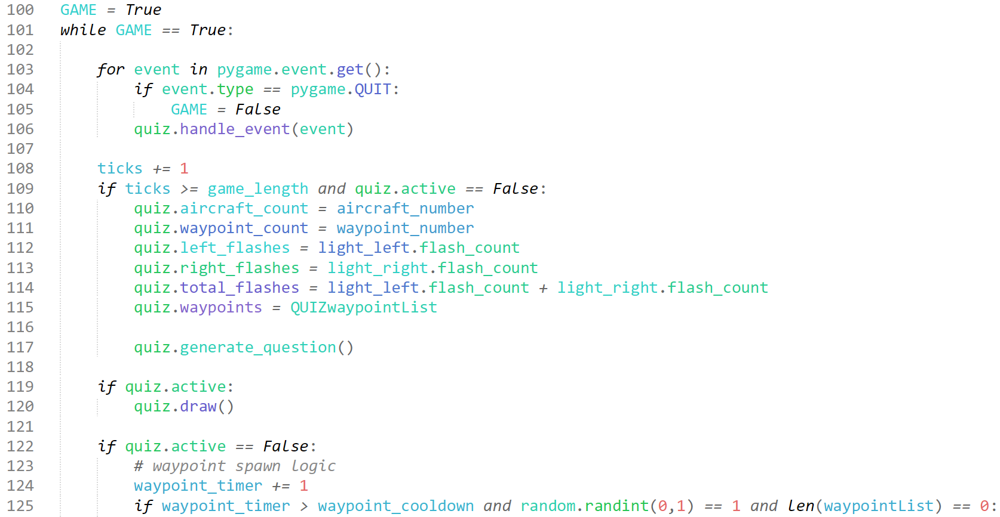 100 GAME = True
101 while GAME == True:
102
103     for event in pygame.event.get():
104         if event.type == pygame.QUIT:
105             GAME = False
106         quiz.handle_event(event)
107
108     ticks += 1
109     if ticks >= game_length and quiz.active == False:
110         quiz.aircraft_count = aircraft_number
111         quiz.waypoint_count = waypoint_number
112         quiz.left_flashes = light_left.flash_count
113         quiz.right_flashes = light_right.flash_count
114         quiz.total_flashes = light_left.flash_count + light_right.flash_count
115         quiz.waypoints = QUIZwaypointList
116
117         quiz.generate_question()
118
119     if quiz.active:
120         quiz.draw()
121
122     if quiz.active == False:
123         # waypoint spawn logic
124         waypoint_timer += 1
125         if waypoint_timer > waypoint_cooldown and random.randint(0,1) == 1 and len(waypointList) == 0: